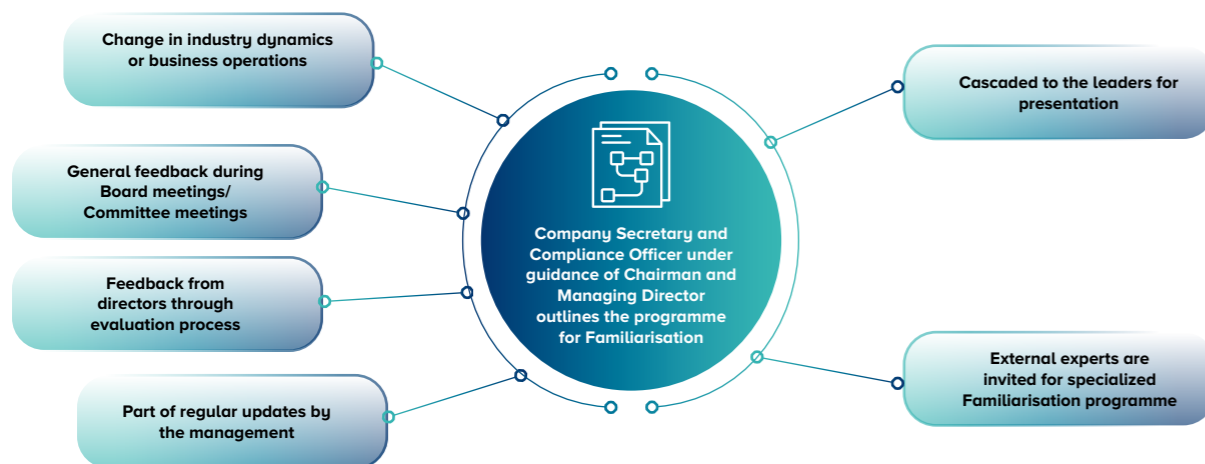 Change in industry dynamics
or business operations
General feedback during
Board meetings/
Committee meetings
Feedback from
directors through
evaluation process
Part of regular updates by
the management
Company Secretary and
Compliance Officer under
guidance of Chairman and
Managing Director
outlines the programme
for Familiarisation
Cascaded to the leaders for
presentation
External experts are
invited for specialized
Familiarisation programme